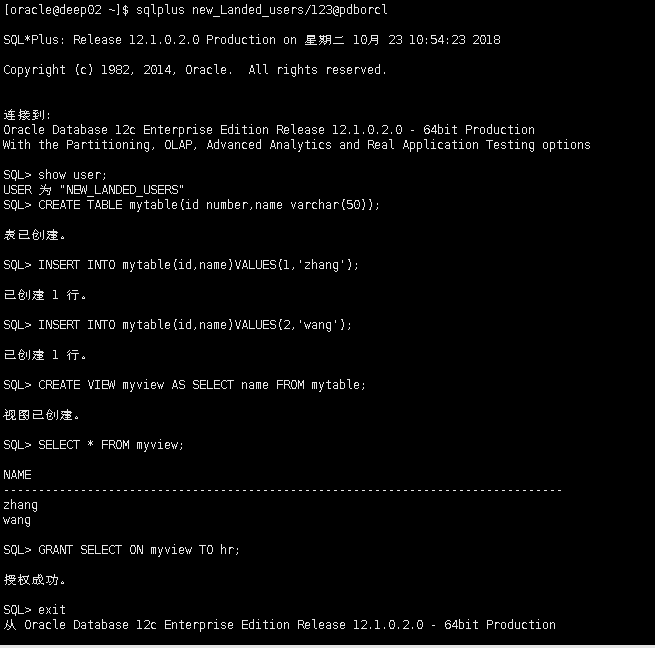 [oracle@deep02 ~]$ sqlplus new_Landed_users/123@pdborcl
SQL*Plus: Release 12.1.0.2.0 Production on 星期二 10月 23 10:54:23 2018
Copyright (c) 1982, 2014, Oracle.  All rights reserved.
连接到:
Oracle Database 12c Enterprise Edition Release 12.1.0.2.0 - 64bit Production
With the Partitioning, OLAP, Advanced Analytics and Real Application Testing options
SQL> show user;
USER 为 "NEW_LANDED_USERS"
SQL> CREATE TABLE mytable(id number,name varchar(50));
表已创建。
SQL> INSERT INTO mytable(id,name)VALUES(1,'zhang');
已创建 1 行。
SQL> INSERT INTO mytable(id,name)VALUES(2,'wang');
已创建 1 行。
SQL> CREATE VIEW myview AS SELECT name FROM mytable;
视图已创建。
SQL> SELECT * FROM myview;
NAME
--------------------------------------------------------------------------------
zhang
wang
SQL> GRANT SELECT ON myview TO hr;
授权成功。
SQL> exit
从 Oracle Database 12c Enterprise Edition Release 12.1.0.2.0 - 64bit Production